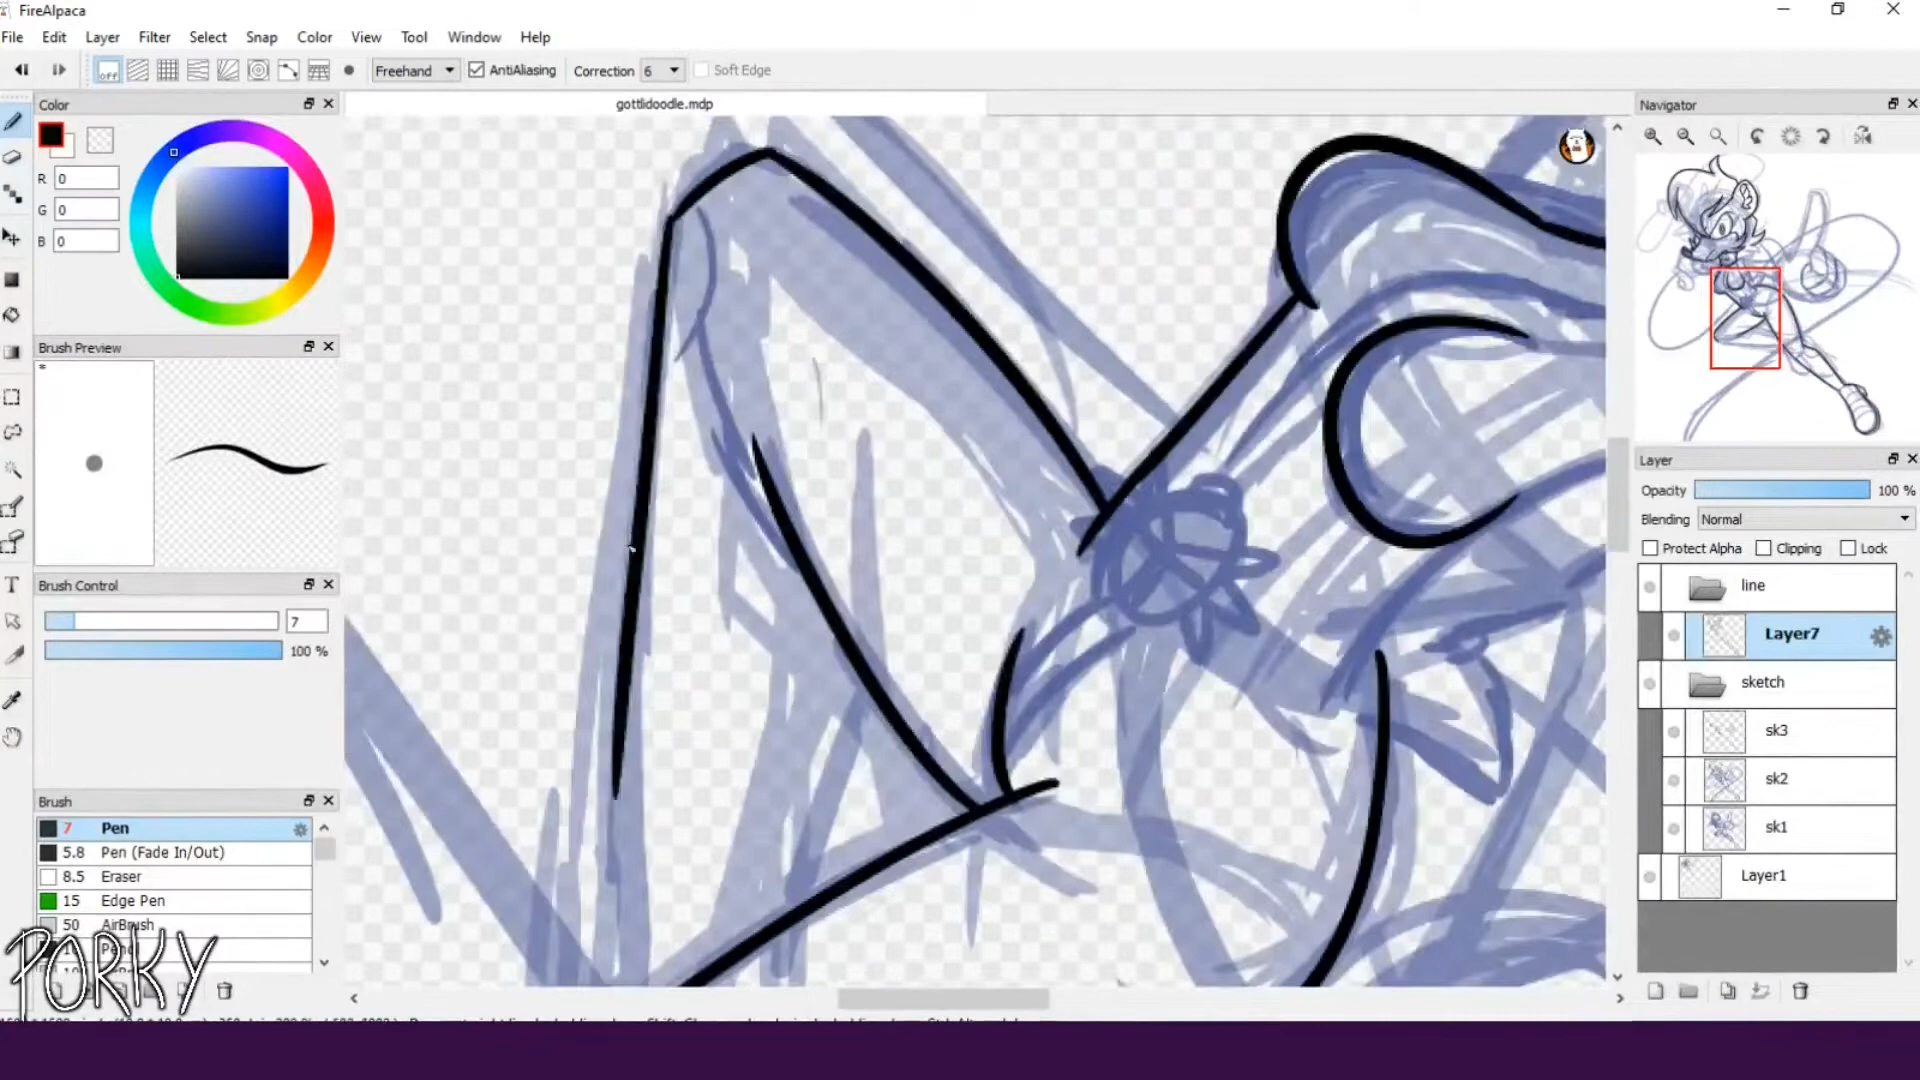 FireAlpaca
File Edit Layer Filter Select Snap Color View Tool Window Help
off Freehand AntiAliasing Correction 6 Soft Edge
Color
gottlidoodle.mdp
Navigator
R 0
G 0
B 0
Brush Preview
Layer
Opacity 100 %
Blending Normal
Protect Alpha Clipping Lock
Brush Control
line
7
Layer7
100 %
sketch
sk3
sk2
Brush
sk1
7 Pen
5.8 Pen (Fade In/Out)
Layer1
8.5 Eraser
15 Edge Pen
50 AirBrush
PORKY